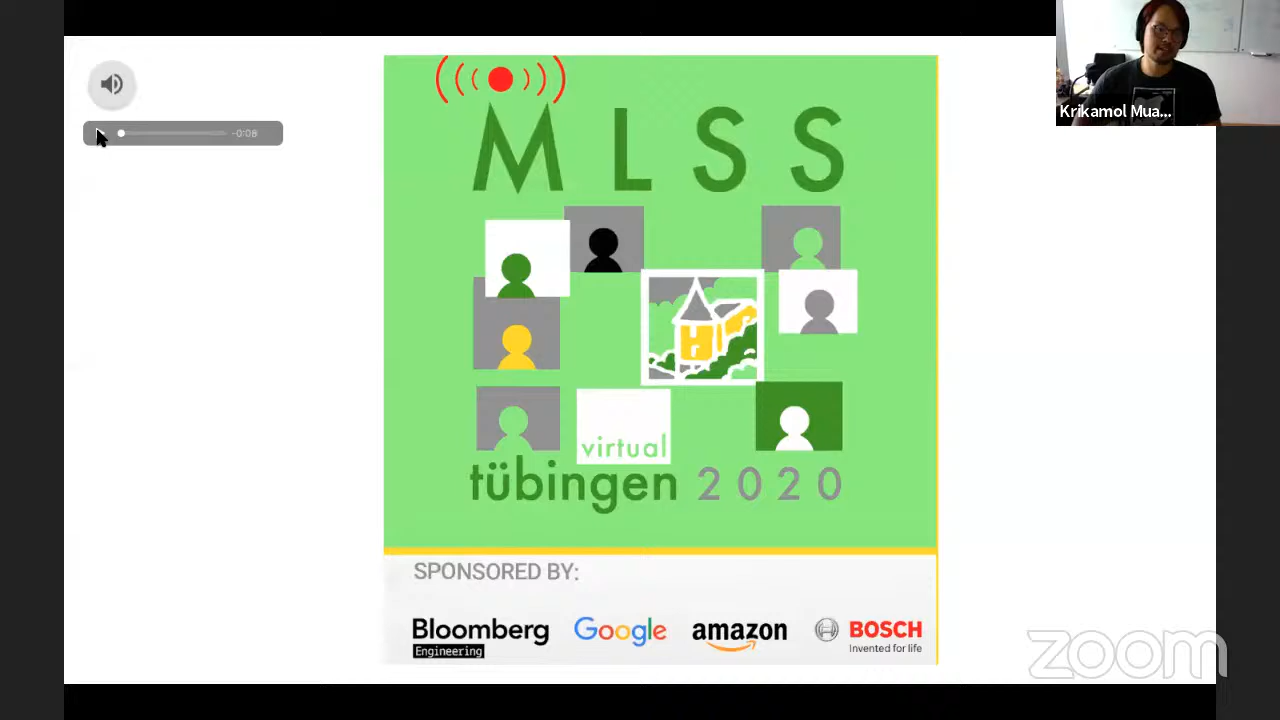 -0:08
Krikamol Mua...
M L S S
virtual
tübingen 2020
SPONSORED BY:
Bloomberg
Engineering
Google
amazon
BOSCH
Invented for life
zoom